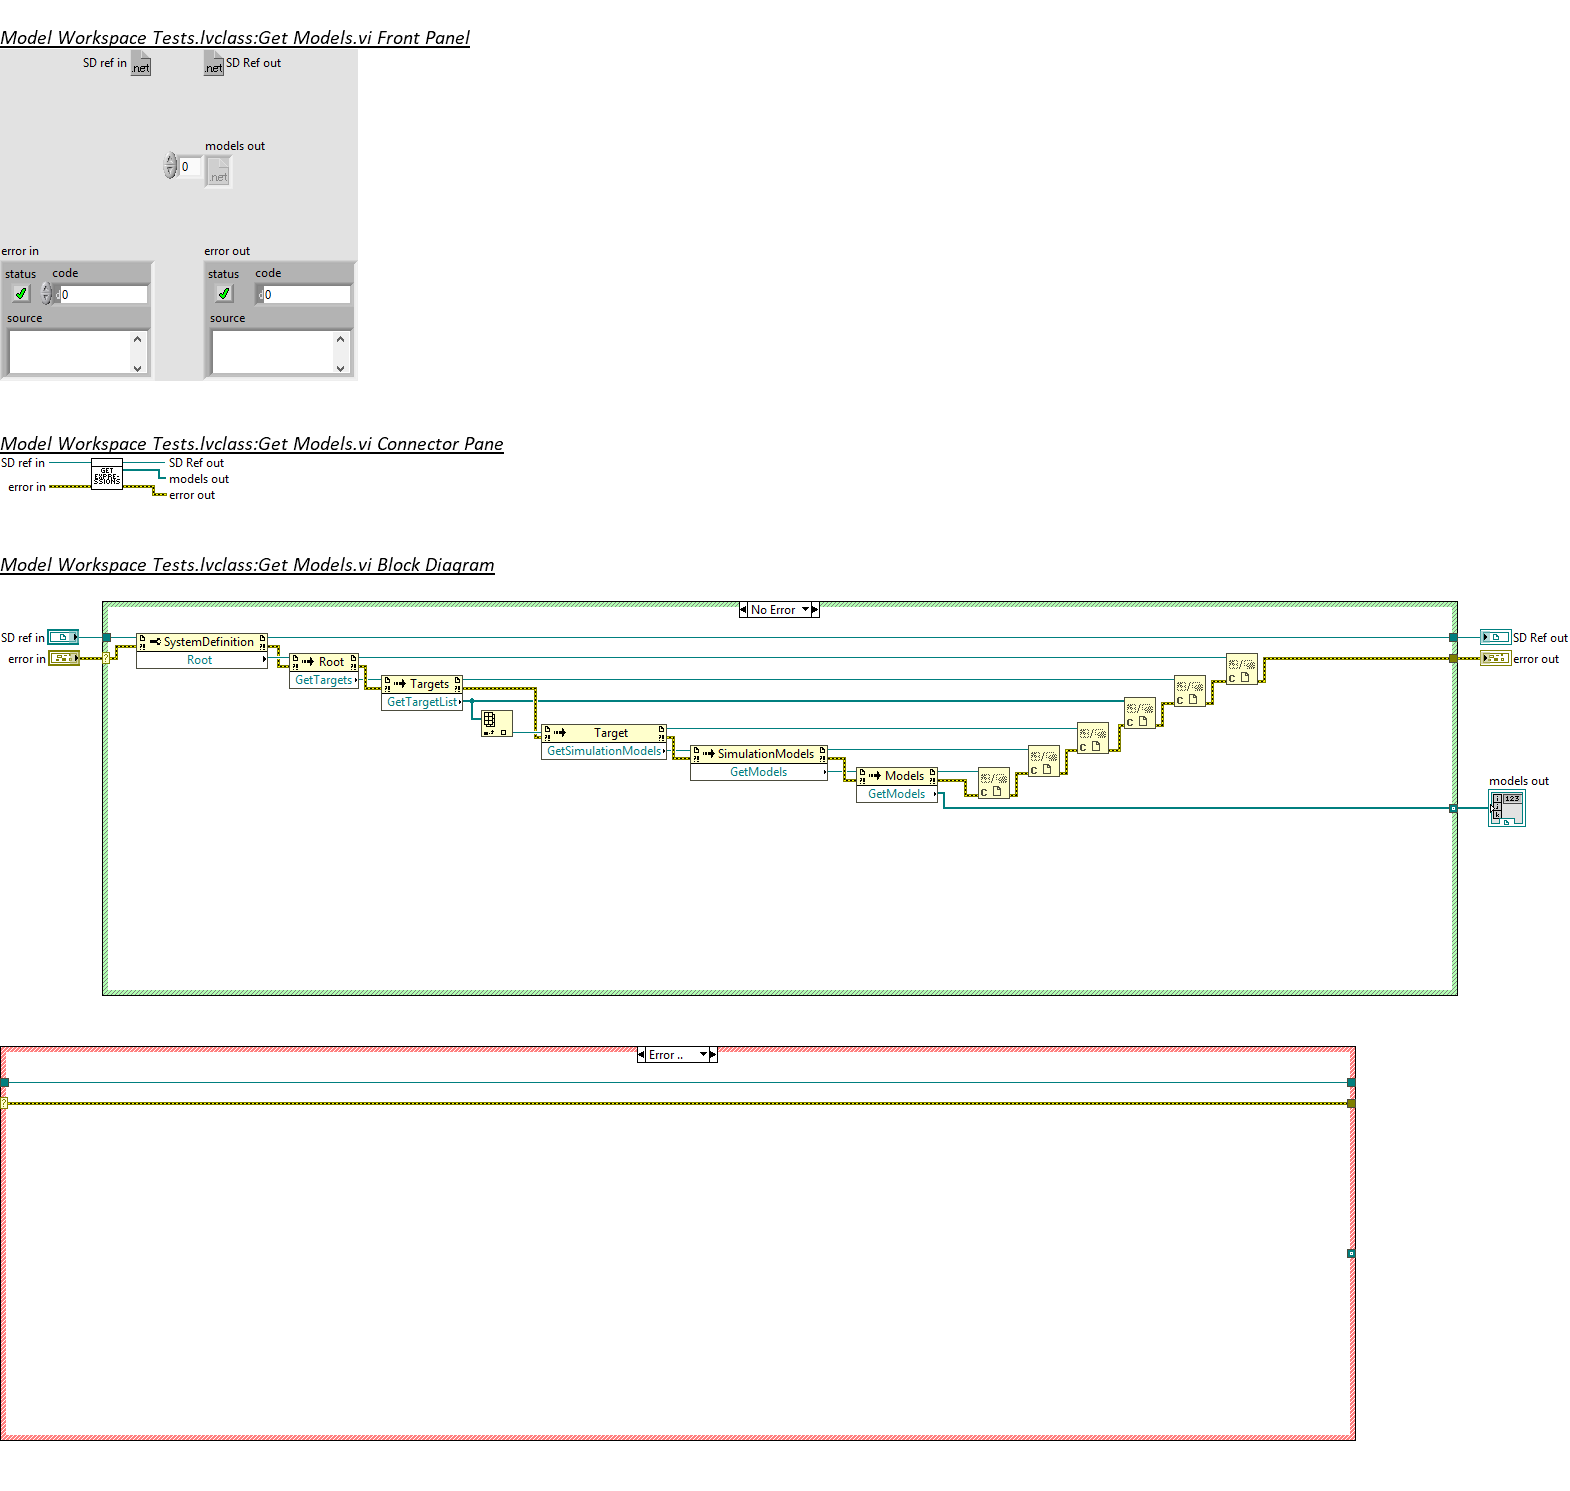 Model Workspace Tests.lvclass:Get Models.vi Front Panel
SD ref in .net .net SD Ref out
models out
0 .net
error in error out
status code status code
0 0
source source
Model Workspace Tests.lvclass:Get Models.vi Connector Pane
SD ref in SD Ref out
GET
EXPRE-
SSIONS
models out
error in error out
Model Workspace Tests.lvclass:Get Models.vi Block Diagram
No Error
SD ref in SystemDefinition SD Ref out
error in Root Root error out
GetTargets Targets
GetTargetList
Target
GetSimulationModels SimulationModels
GetModels Models
models out
GetModels
123
Error ..